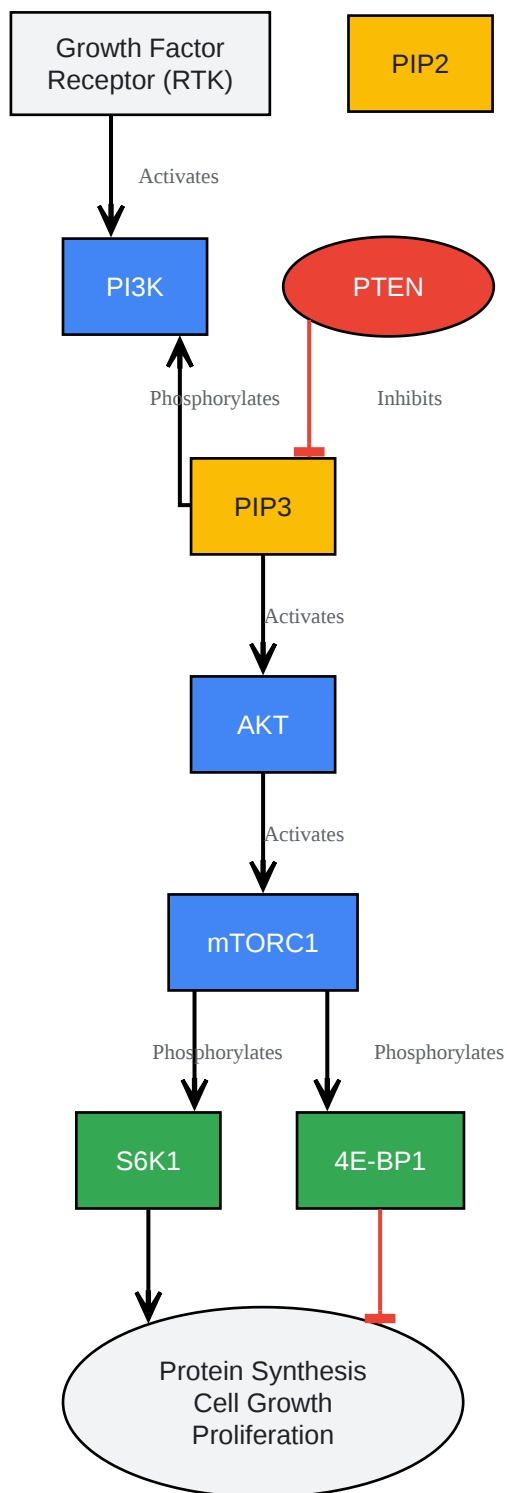 Growth Factor
Receptor (RTK)
PIP2
Activates
PI3K
PTEN
Phosphorylates
Inhibits
PIP3
Activates
AKT
Activates
mTORC1
Phosphorylates
Phosphorylates
S6K1
4E-BP1
Protein Synthesis
Cell Growth
Proliferation